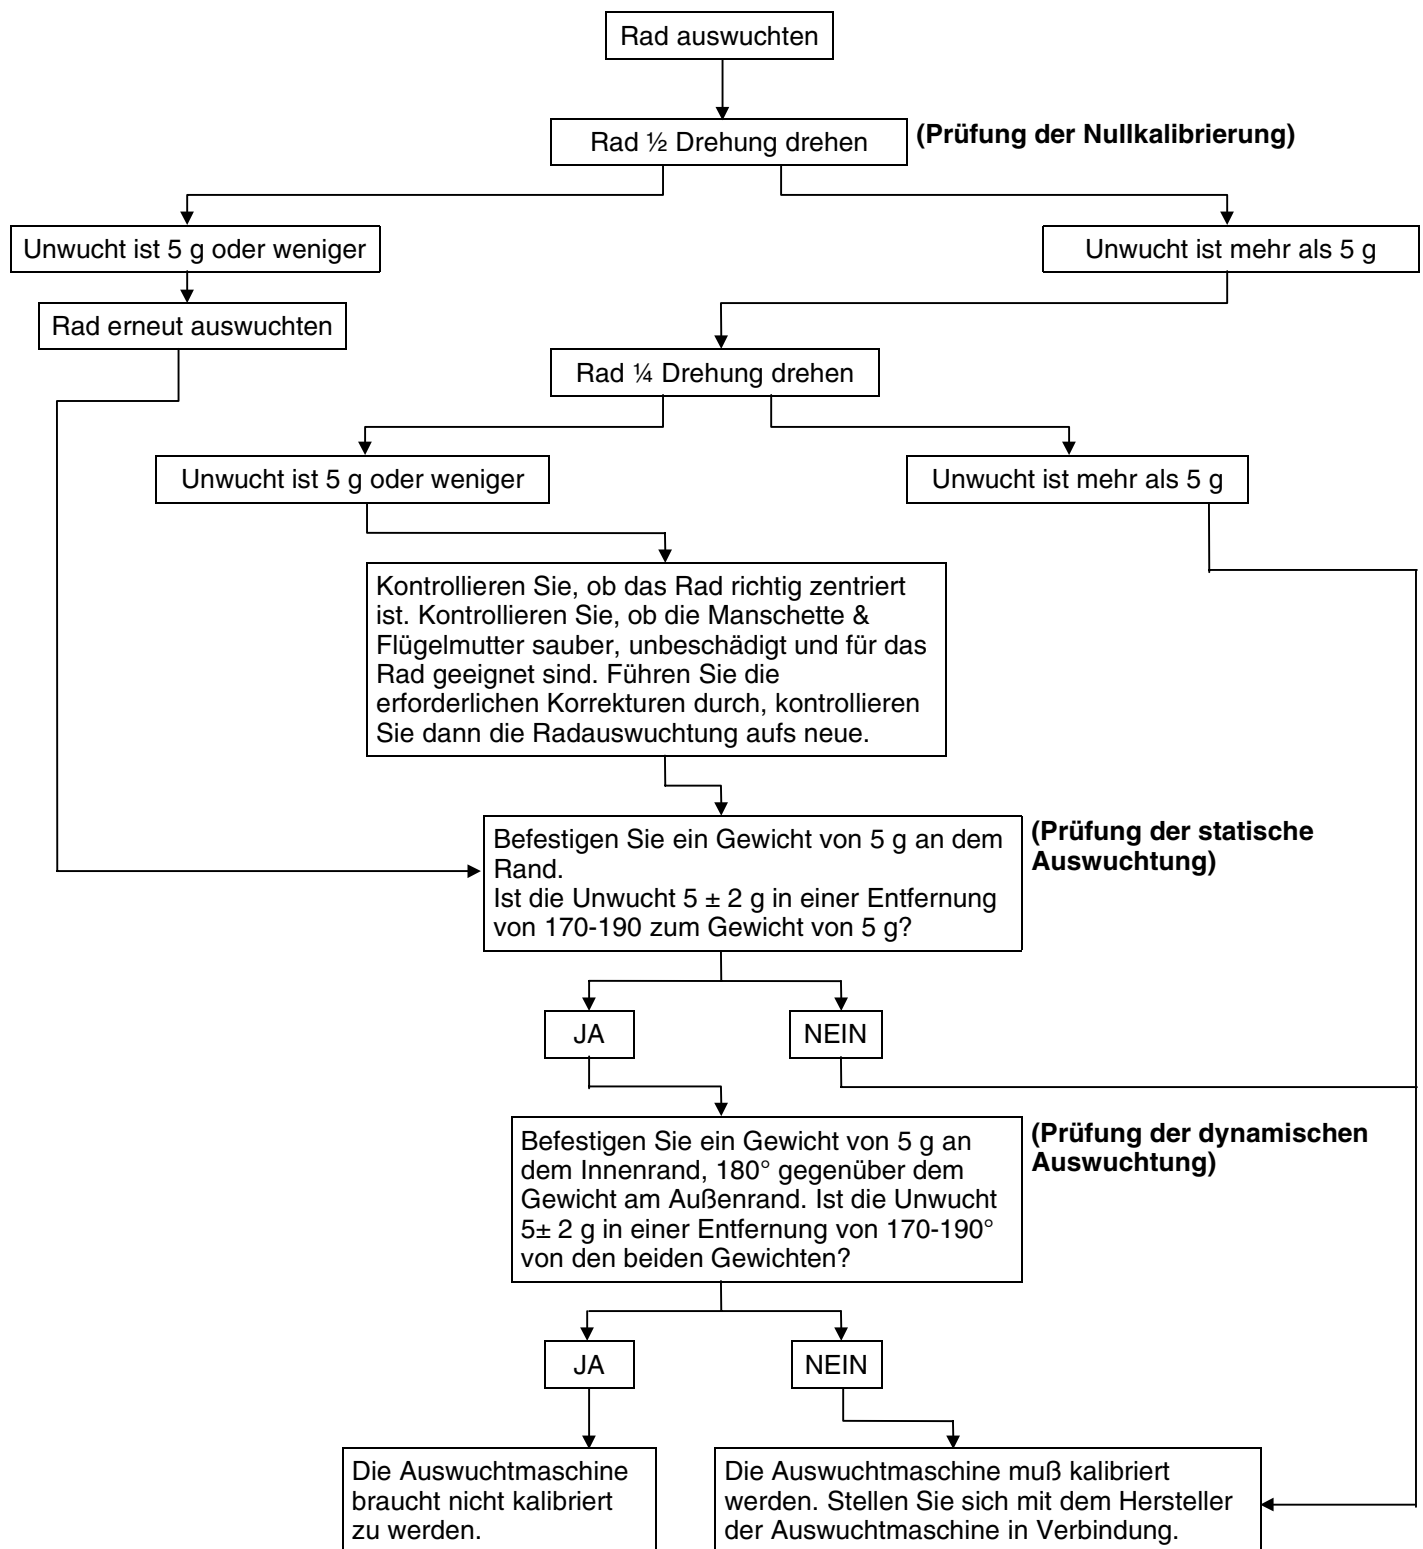 Rad auswuchten
Rad ½ Drehung drehen
(Prüfung der Nullkalibrierung)
Unwucht ist 5 g oder weniger
Unwucht ist mehr als 5 g
Rad erneut auswuchten
Rad ¼ Drehung drehen
Unwucht ist 5 g oder weniger
Unwucht ist mehr als 5 g
Kontrollieren Sie, ob das Rad richtig zentriert
ist. Kontrollieren Sie, ob die Manschette &
Flügelmutter sauber, unbeschädigt und für das
Rad geeignet sind. Führen Sie die
erforderlichen Korrekturen durch, kontrollieren
Sie dann die Radauswuchtung aufs neue.
Befestigen Sie ein Gewicht von 5 g an dem
Rand.
Ist die Unwucht 5 ± 2 g in einer Entfernung
von 170-190 zum Gewicht von 5 g?
(Prüfung der statische
Auswuchtung)
JA
NEIN
Befestigen Sie ein Gewicht von 5 g an
dem Innenrand, 180° gegenüber dem
Gewicht am Außenrand. Ist die Unwucht
5± 2 g in einer Entfernung von 170-190°
von den beiden Gewichten?
(Prüfung der dynamischen
Auswuchtung)
JA
NEIN
Die Auswuchtmaschine
braucht nicht kalibriert
zu werden.
Die Auswuchtmaschine muß kalibriert
werden. Stellen Sie sich mit dem Hersteller
der Auswuchtmaschine in Verbindung.